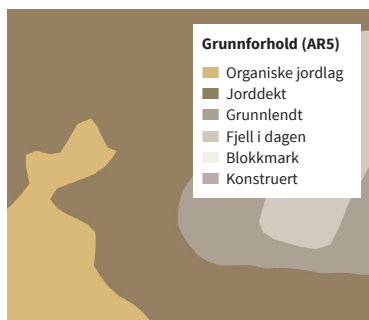 Grunnforhold (AR5)
Organiske jordlag
Jorddekt
Grunnlendt
Fjell i dagen
Blokkmark
Konstruert